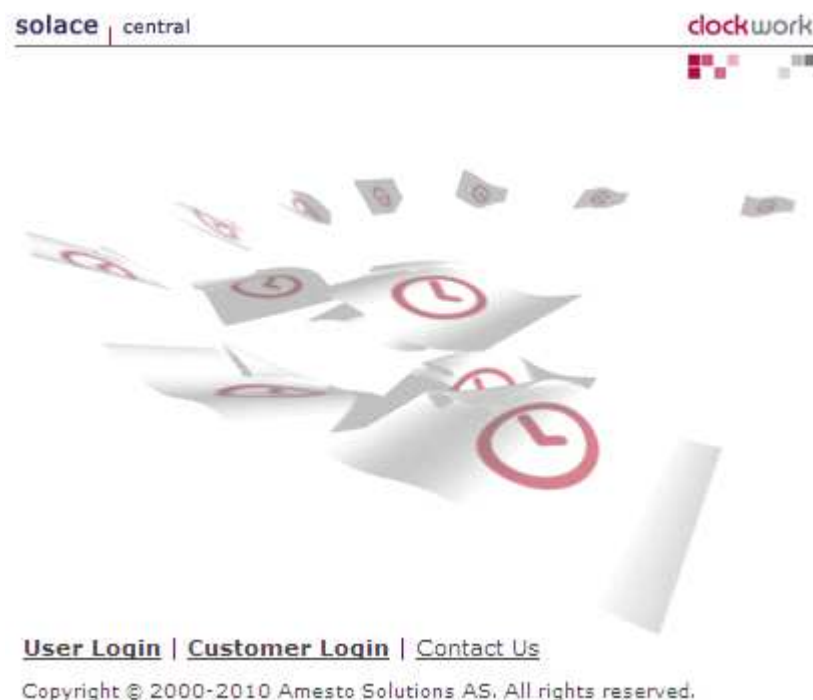 solace | central
clockwork
User Login | Customer Login | Contact Us
Copyright © 2000-2010 Amesto Solutions AS. All rights reserved.